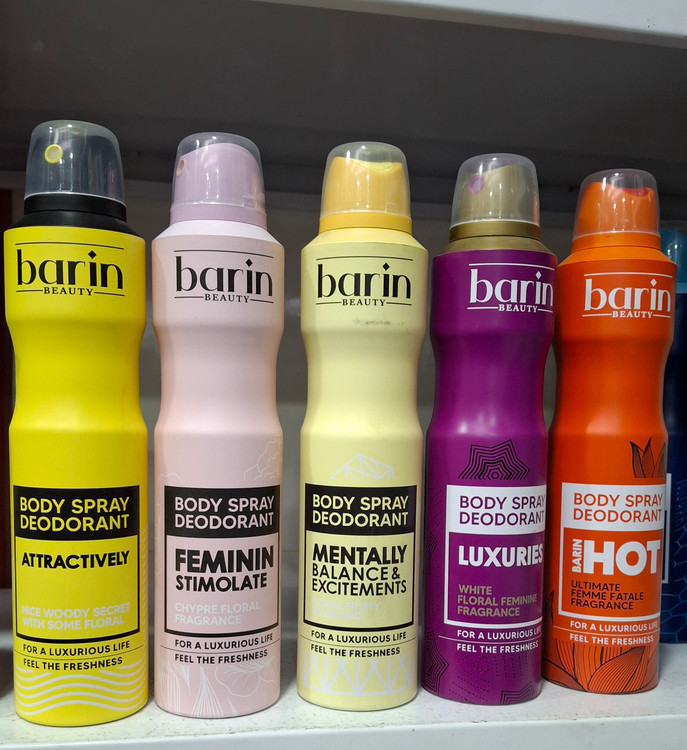 barin
BEAUTY
BODY SPRAY
DEODORANT
ATTRACTIVELY
NICE WOODY SECRET
WITH SOME FLORAL
FOR A LUXURIOUS LIFE
FEEL THE FRESHNESS
barin
BEAUTY
BODY SPRAY
DEODORANT
FEMININ
STIMOLATE
CHYPRE FLORAL
FRAGRANCE
FOR A LUXURIOUS LIFE
FEEL THE FRESHNESS
barin
BEAUTY
BODY SPRAY
DEODORANT
MENTALLY
BALANCE &
EXCITEMENTS
FOR A LUXURIOUS LIFE
FEEL THE FRESHNESS
barin
BEAUTY
BODY SPRAY
DEODORANT
LUXURIES
WHITE
FLORAL FEMININE
FRAGRANCE
FOR A LUXURIOUS LIFE
FEEL THE FRESHNESS
barin
BEAUTY
BODY SPRAY
DEODORANT
BARIN
HOT
ULTIMATE
FEMME FATALE
FRAGRANCE
FOR A LUXURIOUS LIFE
FEEL THE FRESHNESS